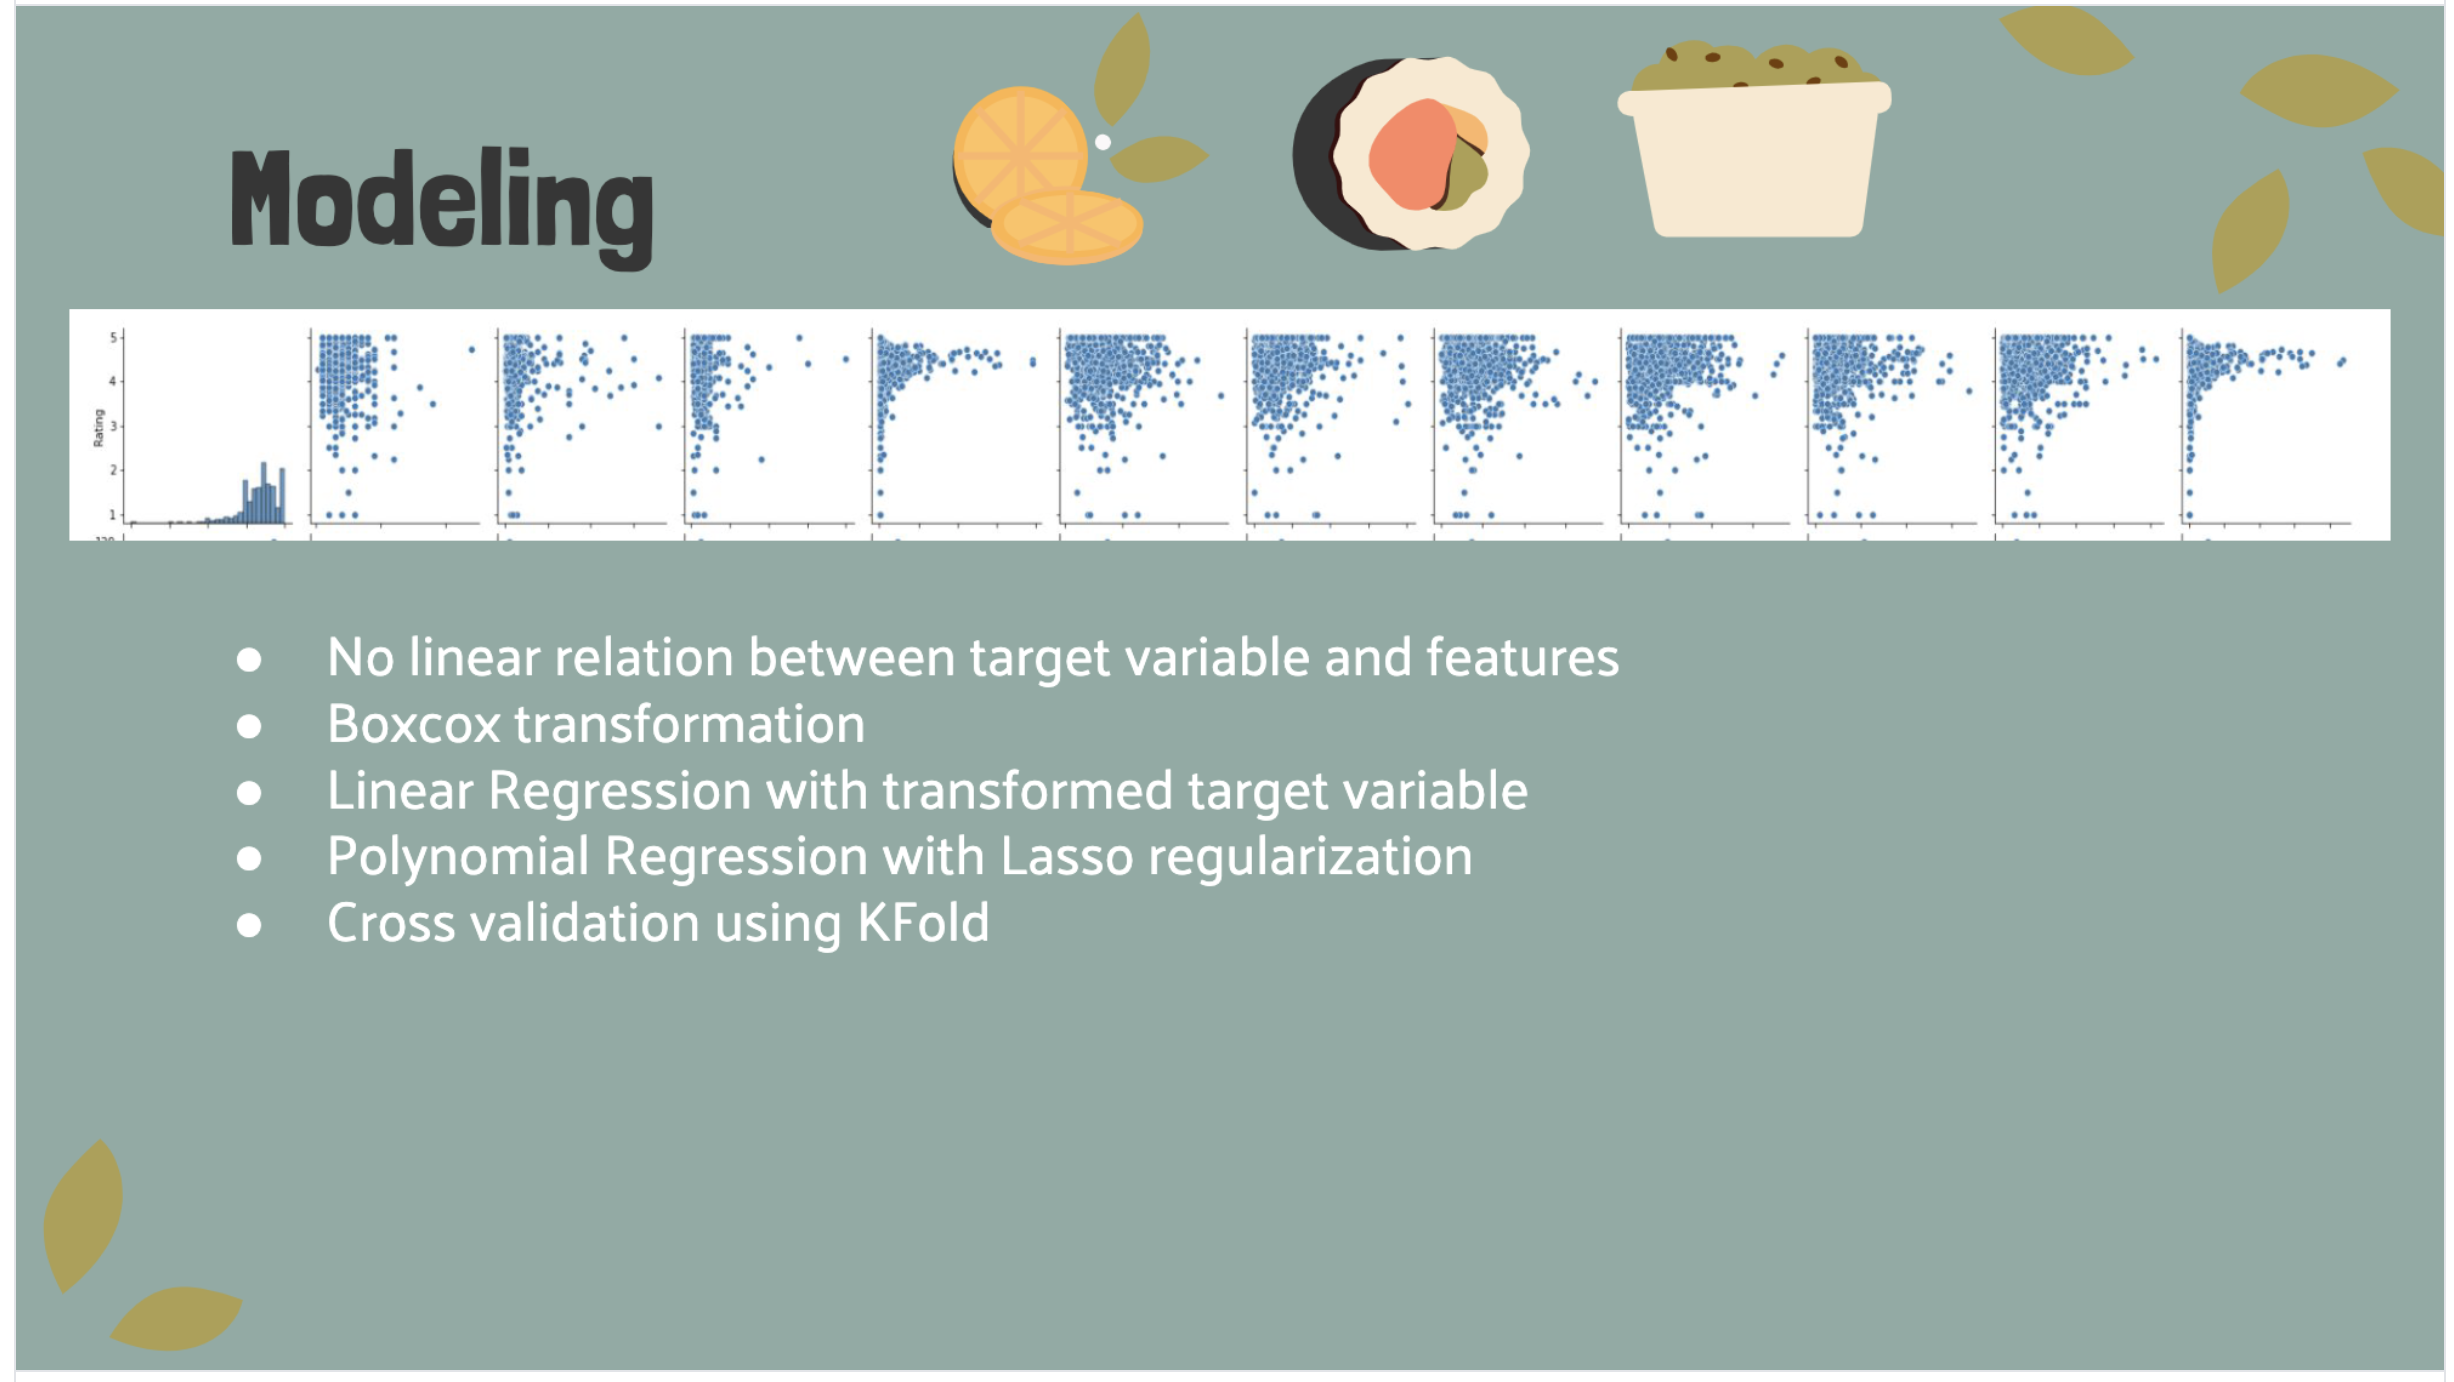 Modeling
5
4
3
2
1
Rating
● No linear relation between target variable and features
● Boxcox transformation
● Linear Regression with transformed target variable
● Polynomial Regression with Lasso regularization
● Cross validation using KFold